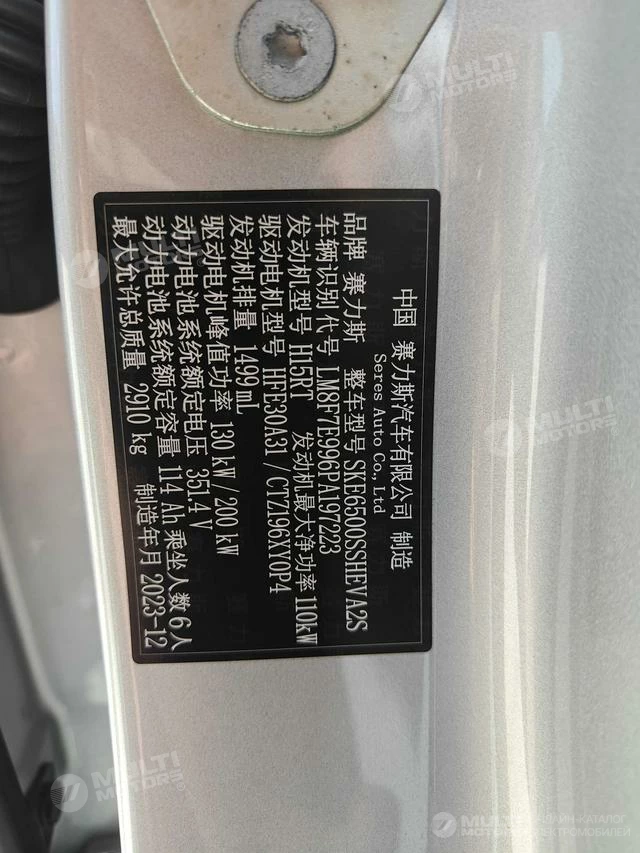 中国 赛力斯汽车有限公司 制造
Seres Auto Co., Ltd
品牌 赛力斯 整车型号 SKE6500SSHEVA2S
车辆识别代号 LM8F7E996PA197223
发动机型号 H15RT 发动机最大净功率 110kW
驱动电机型号 HFE30A31 / CTZ196XY0P4
发动机排量 1499 mL
驱动电机峰值功率 130 kW / 200 kW
动力电池系统额定电压 351.4 V
动力电池系统额定容量 114 Ah 乘坐人数 6 人
最大允许总质量 2910 kg 制造年月 2023-12
MULTI
MOTORS
MULTI
MOTORS
MULTI
MOTORS
ОНЛАЙН-КАТАЛОГ
ЭЛЕКТРОМОБИЛЕЙ